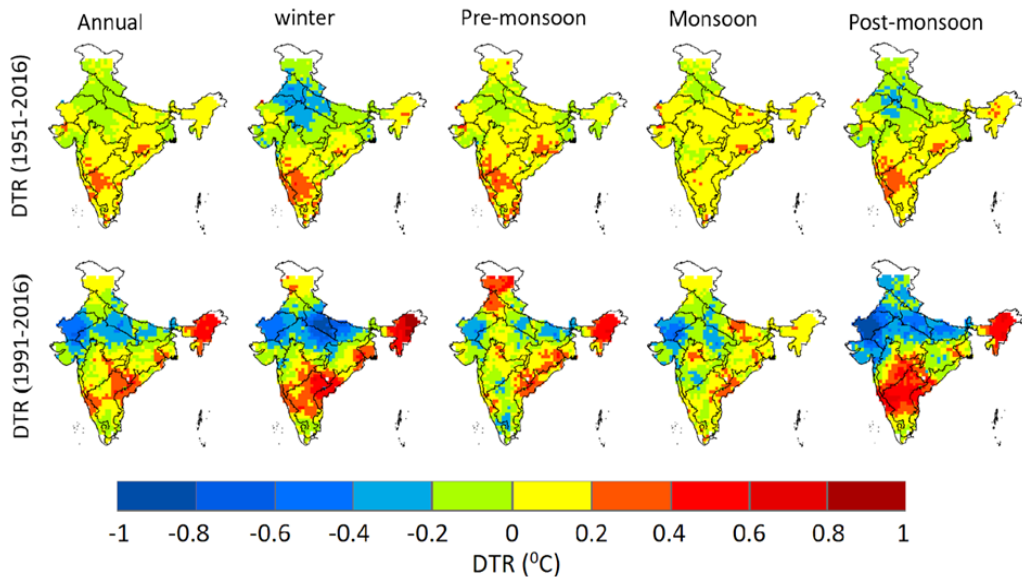 Annual winter Pre-monsoon Monsoon Post-monsoon
DTR (1951-2016)
DTR (1991-2016)
-1 -0.8 -0.6 -0.4 -0.2 0 0.2 0.4 0.6 0.8 1
DTR (⁰C)